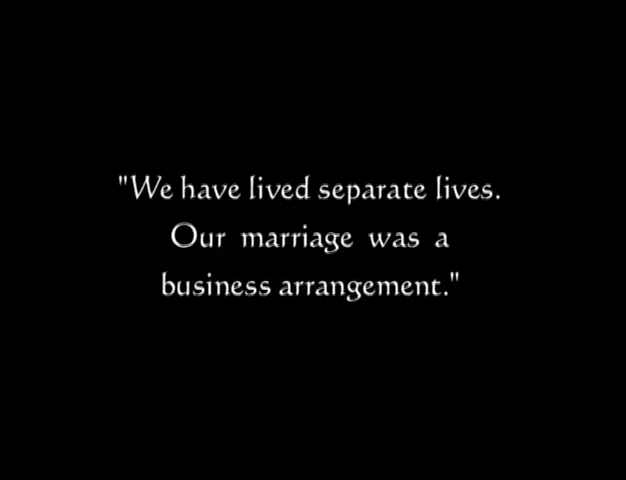 "We have lived separate lives.
Our marriage was a
business arrangement."